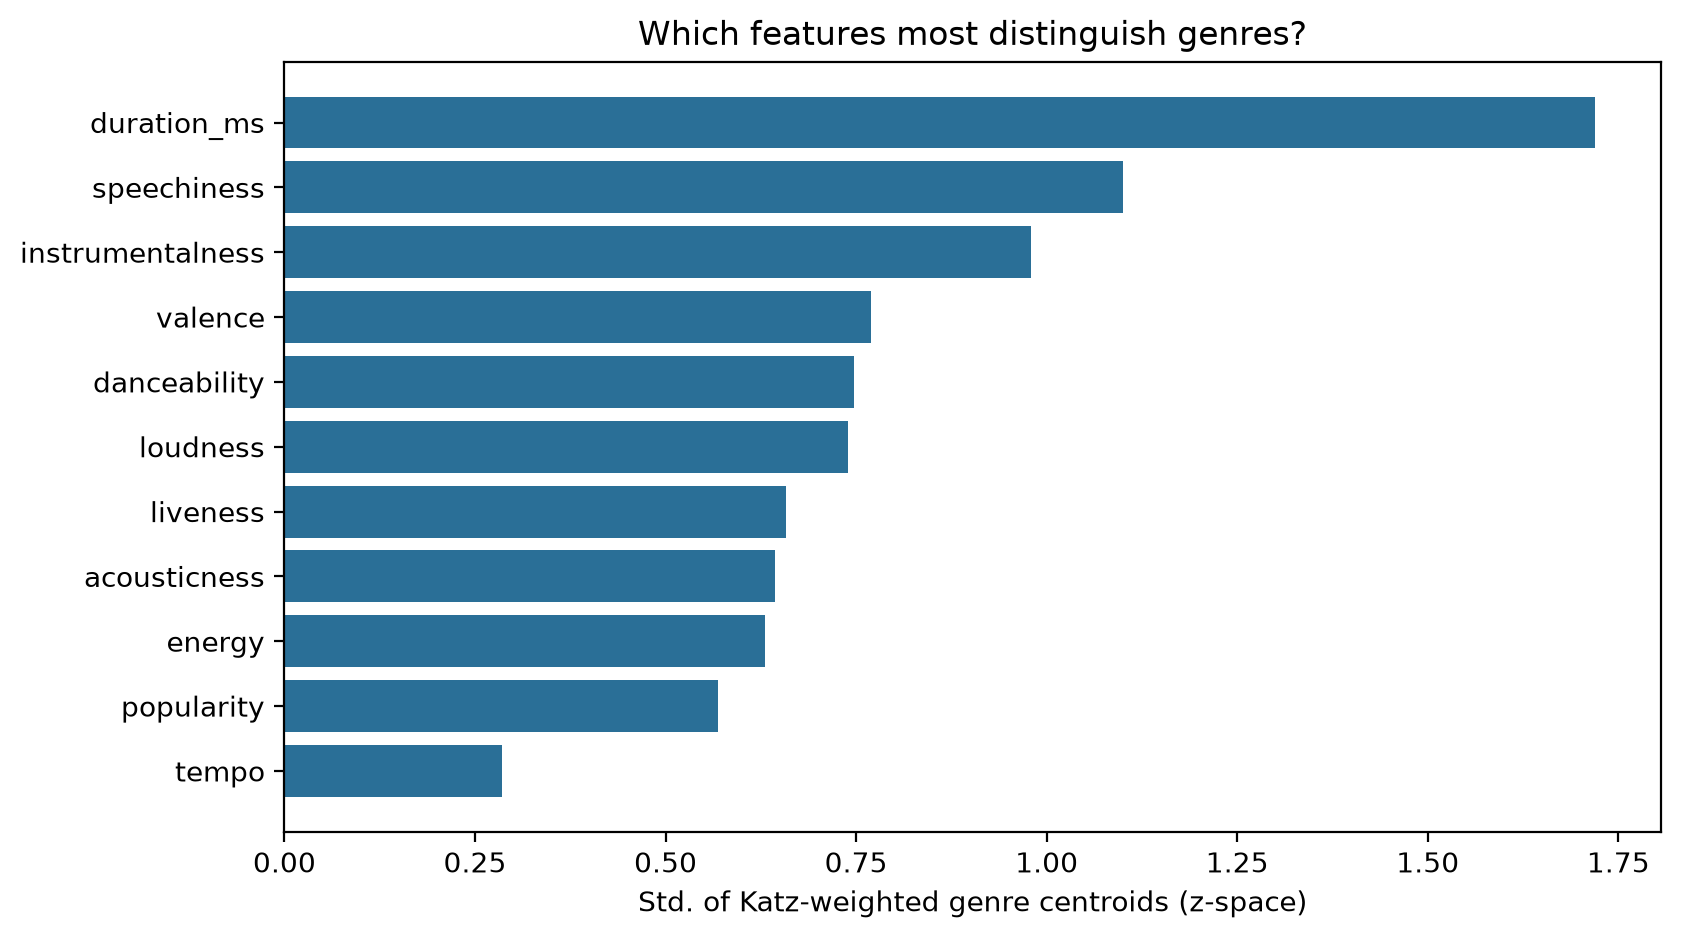 Which features most distinguish genres?
duration_ms
speechiness
instrumentalness
valence
danceability
loudness
liveness
acousticness
energy
popularity
tempo
0.00 0.25 0.50 0.75 1.00 1.25 1.50 1.75
Std. of Katz-weighted genre centroids (z-space)